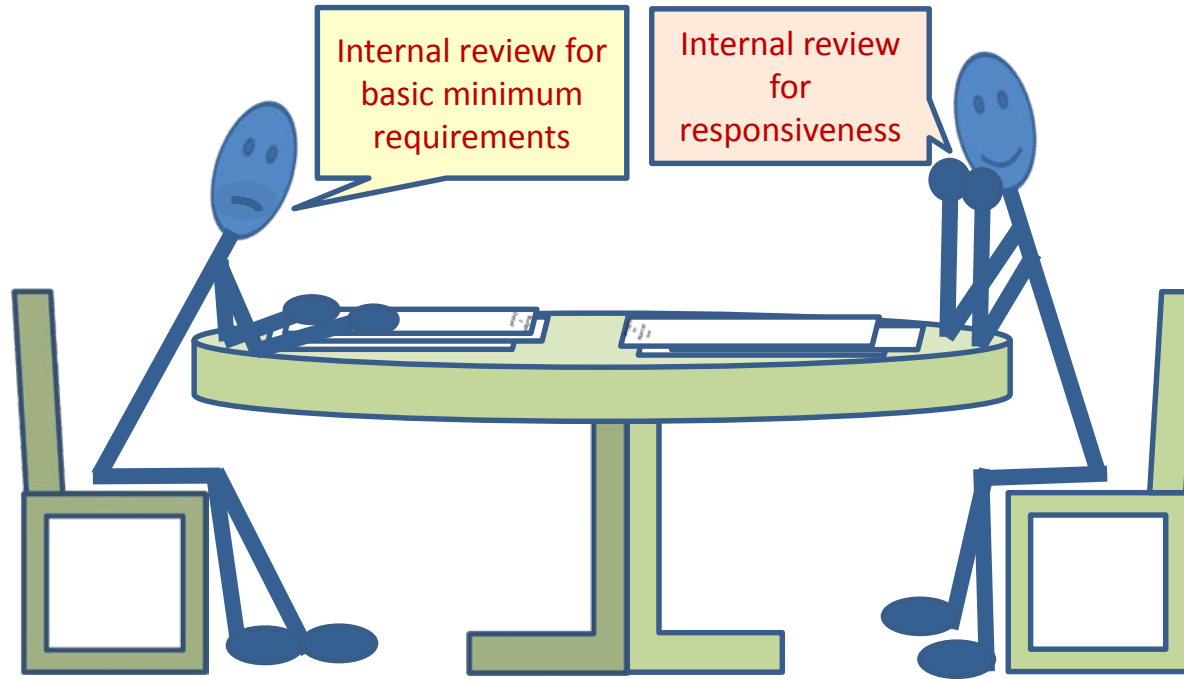 Internal review for
basic minimum
requirements
Internal review
for
responsiveness